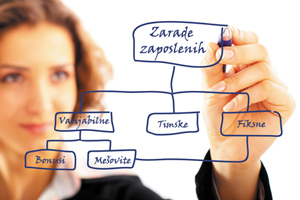 Zarade
zaposlenih
Varijabilne
Timske
Fiksne
Bonusi
Mešovite